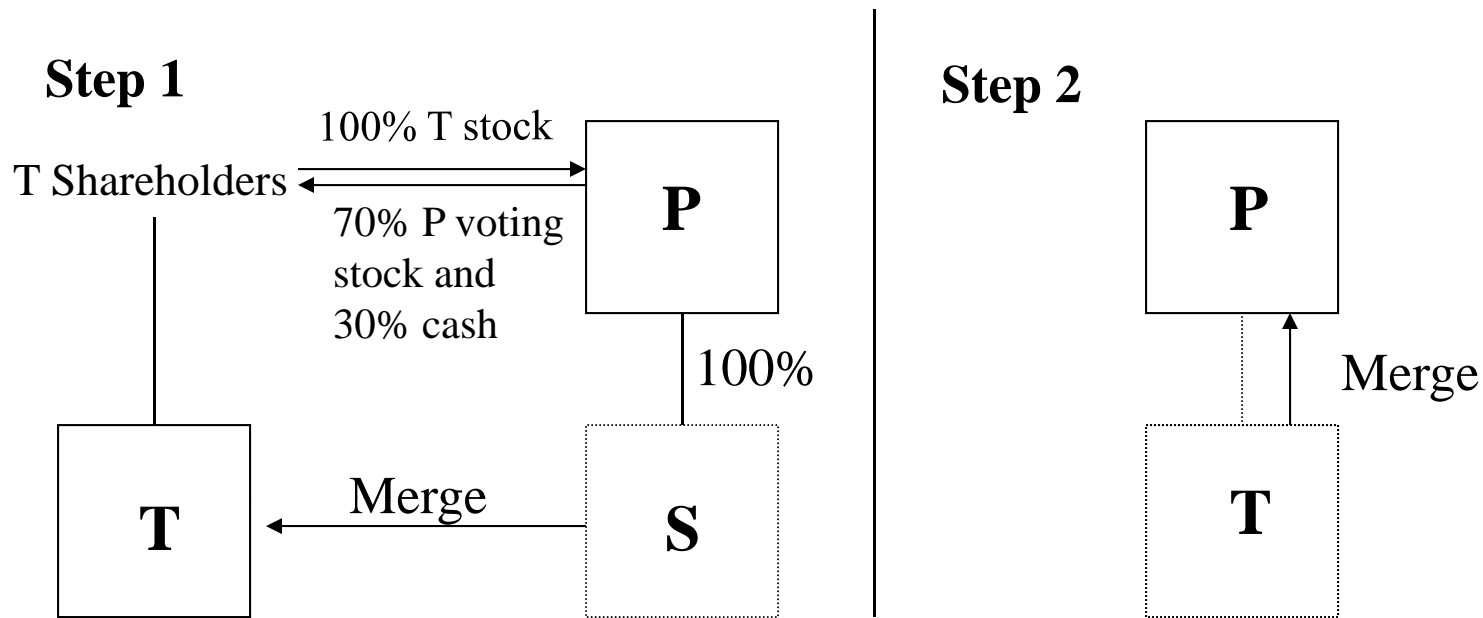 Step 1
100% T stock
T Shareholders
70% P voting
stock and
30% cash
P
100%
T
Merge
S
Step 2
P
Merge
T